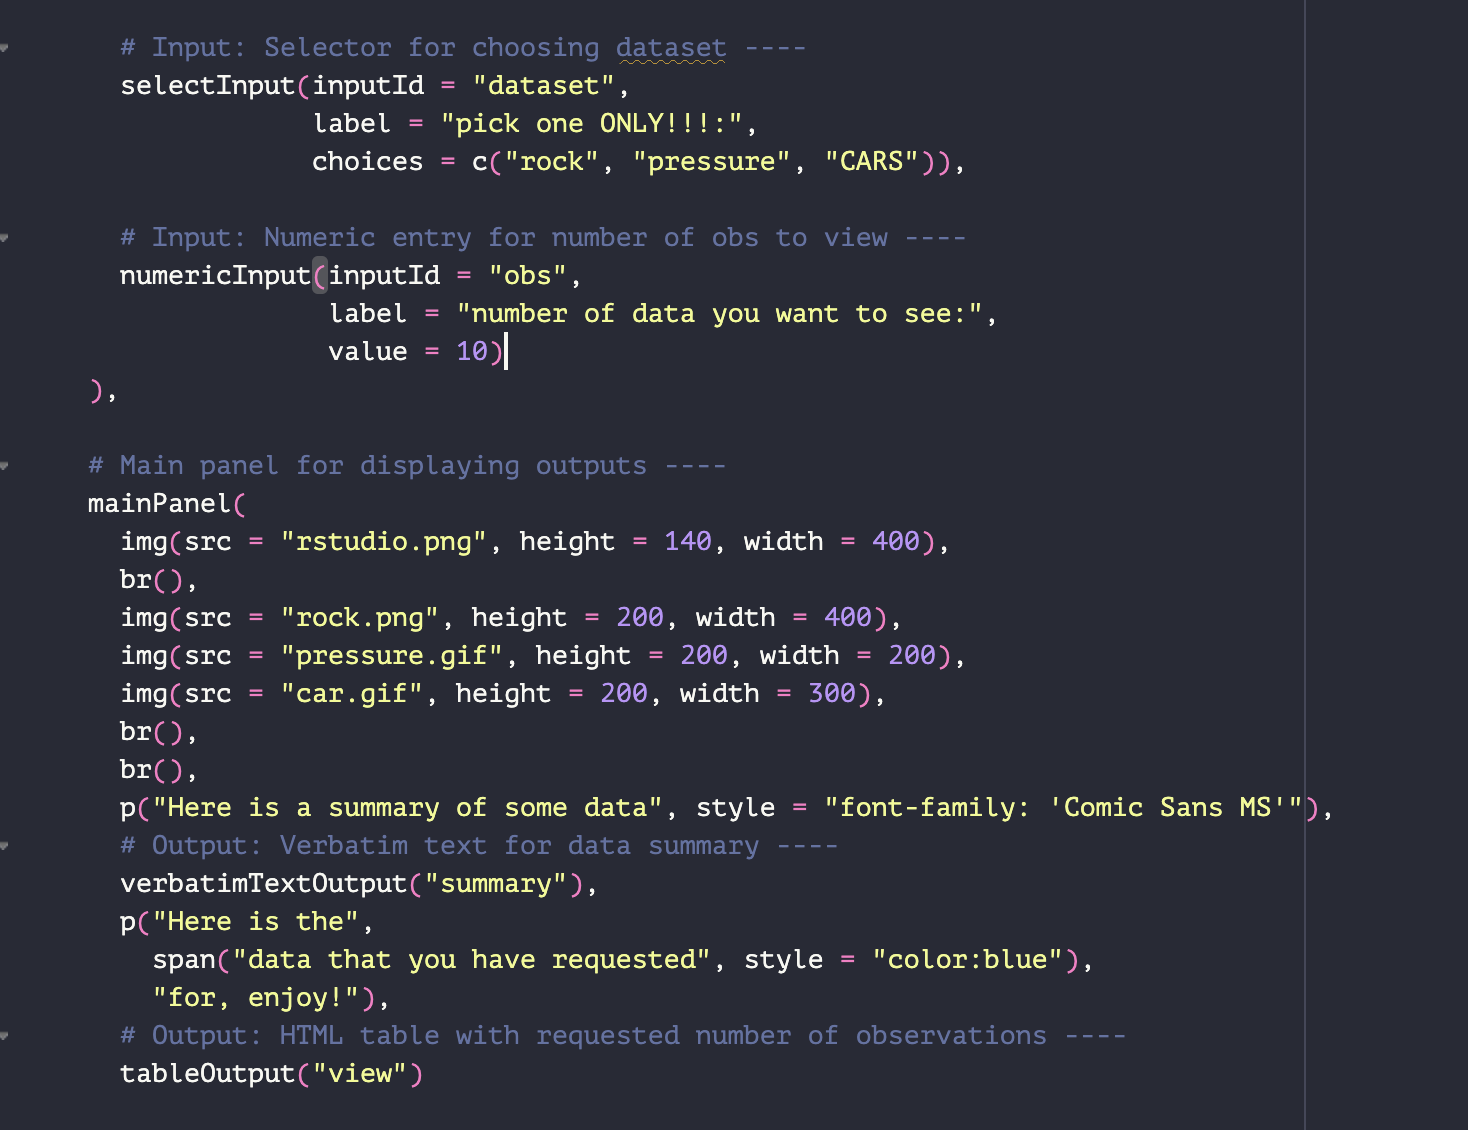 # Input: Selector for choosing dataset ----
selectInput(inputId = "dataset",
            label = "pick one ONLY!!!:",
            choices = c("rock", "pressure", "CARS")),

# Input: Numeric entry for number of obs to view ----
numericInput(inputId = "obs",
             label = "number of data you want to see:",
             value = 10)
),

# Main panel for displaying outputs ----
mainPanel(
  img(src = "rstudio.png", height = 140, width = 400),
  br(),
  img(src = "rock.png", height = 200, width = 400),
  img(src = "pressure.gif", height = 200, width = 200),
  img(src = "car.gif", height = 200, width = 300),
  br(),
  br(),
  p("Here is a summary of some data", style = "font-family: 'Comic Sans MS'"),
  # Output: Verbatim text for data summary ----
  verbatimTextOutput("summary"),
  p("Here is the",
    span("data that you have requested", style = "color:blue"),
    "for, enjoy!"),
  # Output: HTML table with requested number of observations ----
  tableOutput("view")